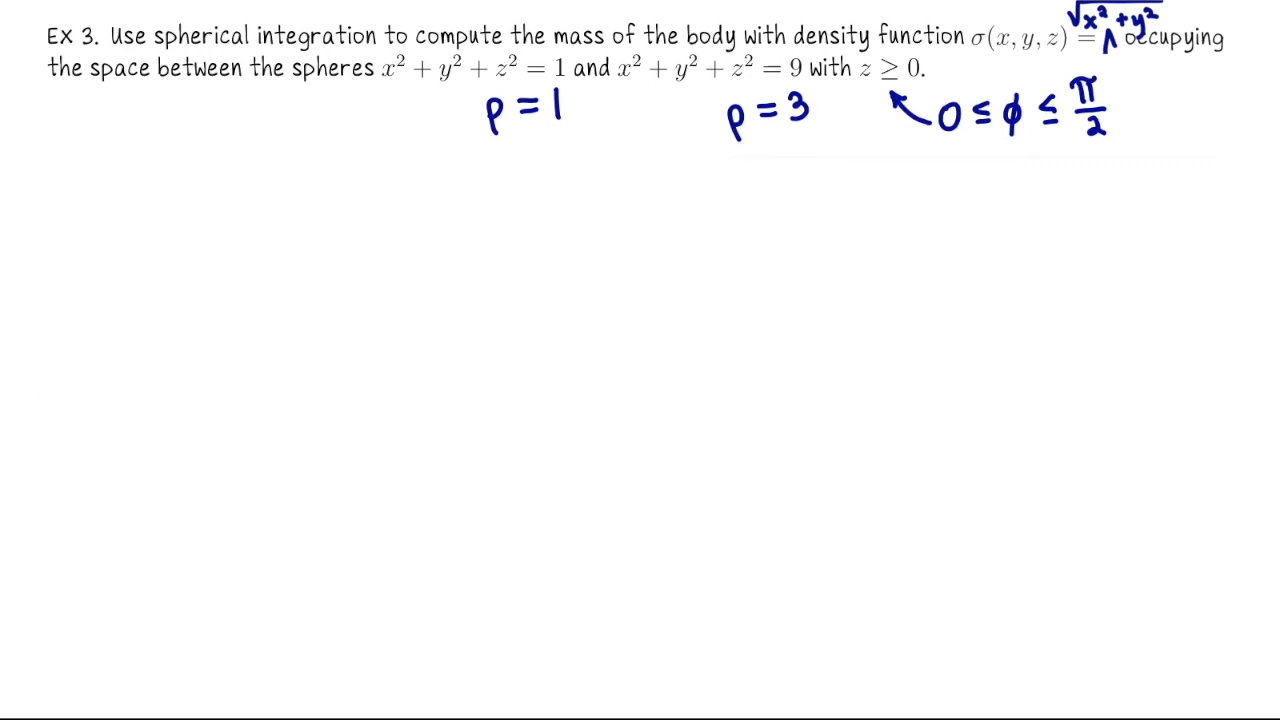 Ex 3. Use spherical integration to compute the mass of the body with density function σ(x, y, z) = √(x² + y²) occupying
the space between the spheres x² + y² + z² = 1 and x² + y² + z² = 9 with z ≥ 0.
ρ = 1 ρ = 3 0 ≤ ϕ ≤ π/2